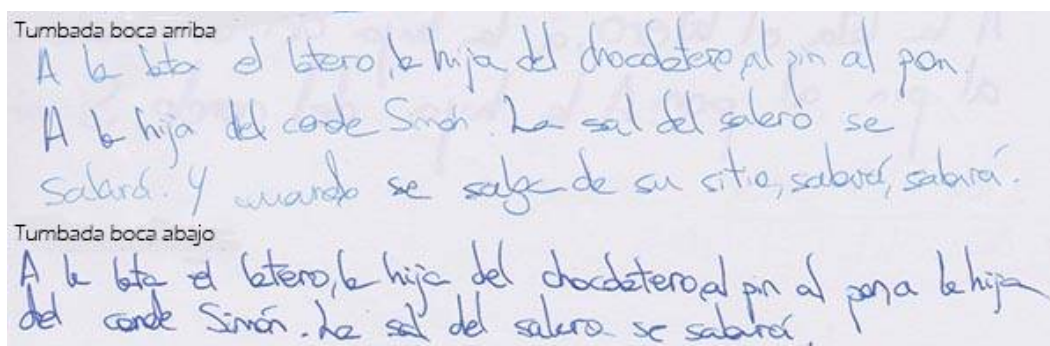 Tumbada boca arriba
A la lata el latero, la hija del chocolatero, al pin al pon,
A la hija del conde Simón. La sal del salero se
salará. Y cuando se salga de su sitio, salará, salará.
Tumbada boca abajo
A la lata el latero, la hija del chocolatero, al pin al pon a la hija
del conde Simón. La sal del salero se salará.